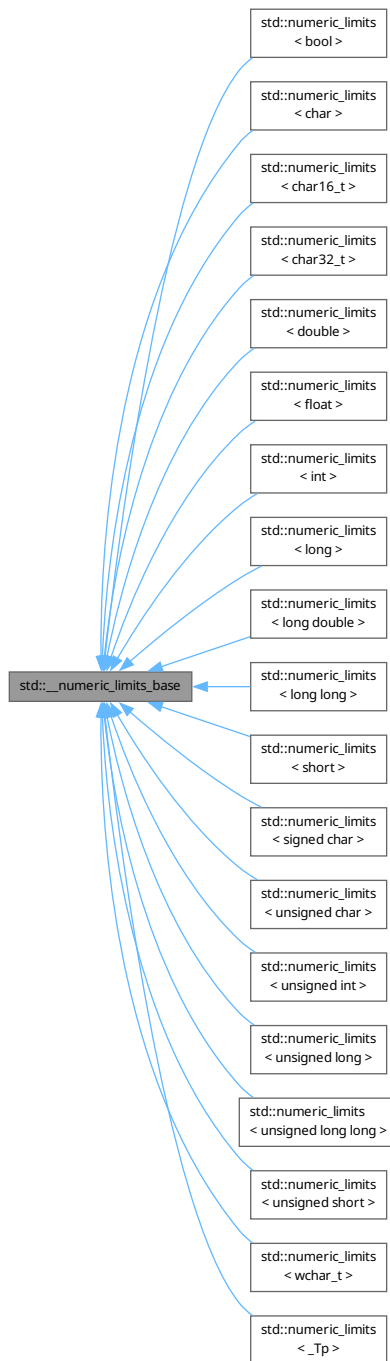 std::numeric_limits
< bool >
std::numeric_limits
< char >
std::numeric_limits
< char16_t >
std::numeric_limits
< char32_t >
std::numeric_limits
< double >
std::numeric_limits
< float >
std::numeric_limits
< int >
std::numeric_limits
< long >
std::numeric_limits
< long double >
std::__numeric_limits_base
std::numeric_limits
< long long >
std::numeric_limits
< short >
std::numeric_limits
< signed char >
std::numeric_limits
< unsigned char >
std::numeric_limits
< unsigned int >
std::numeric_limits
< unsigned long >
std::numeric_limits
< unsigned long long >
std::numeric_limits
< unsigned short >
std::numeric_limits
< wchar_t >
std::numeric_limits
< _Tp >